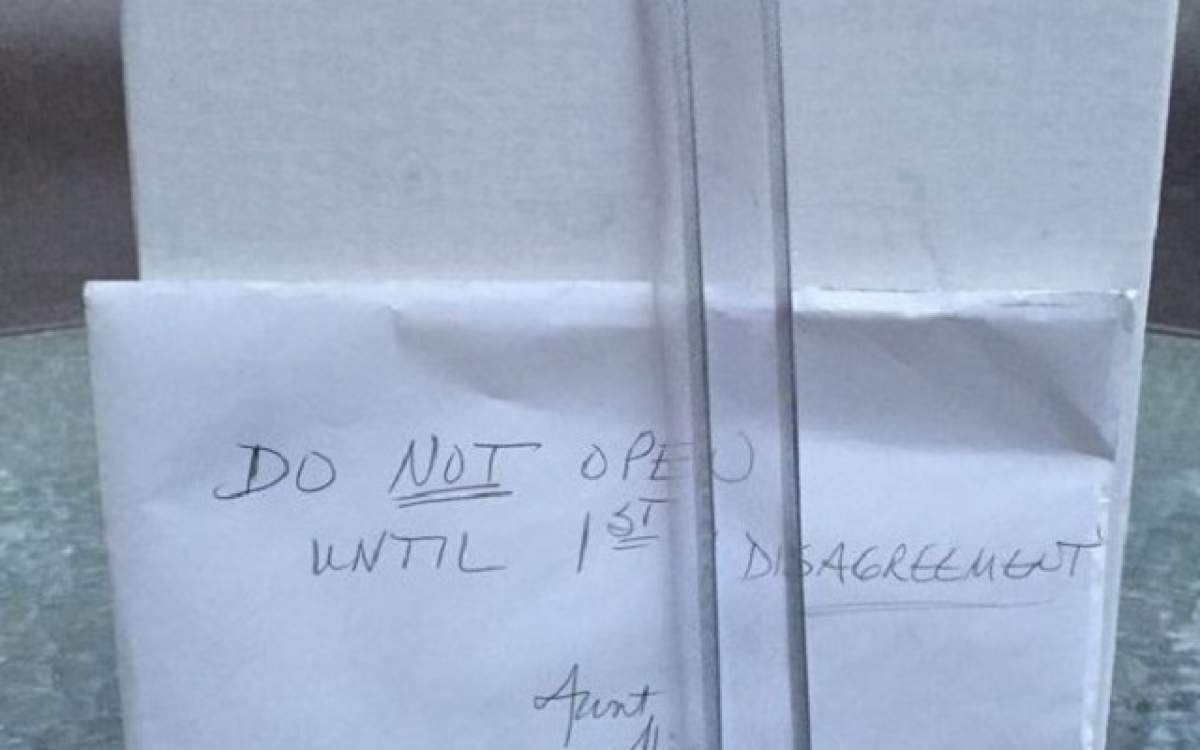 DO NOT OPEN
UNTIL 1ST DISAGREEMENT
Aunt